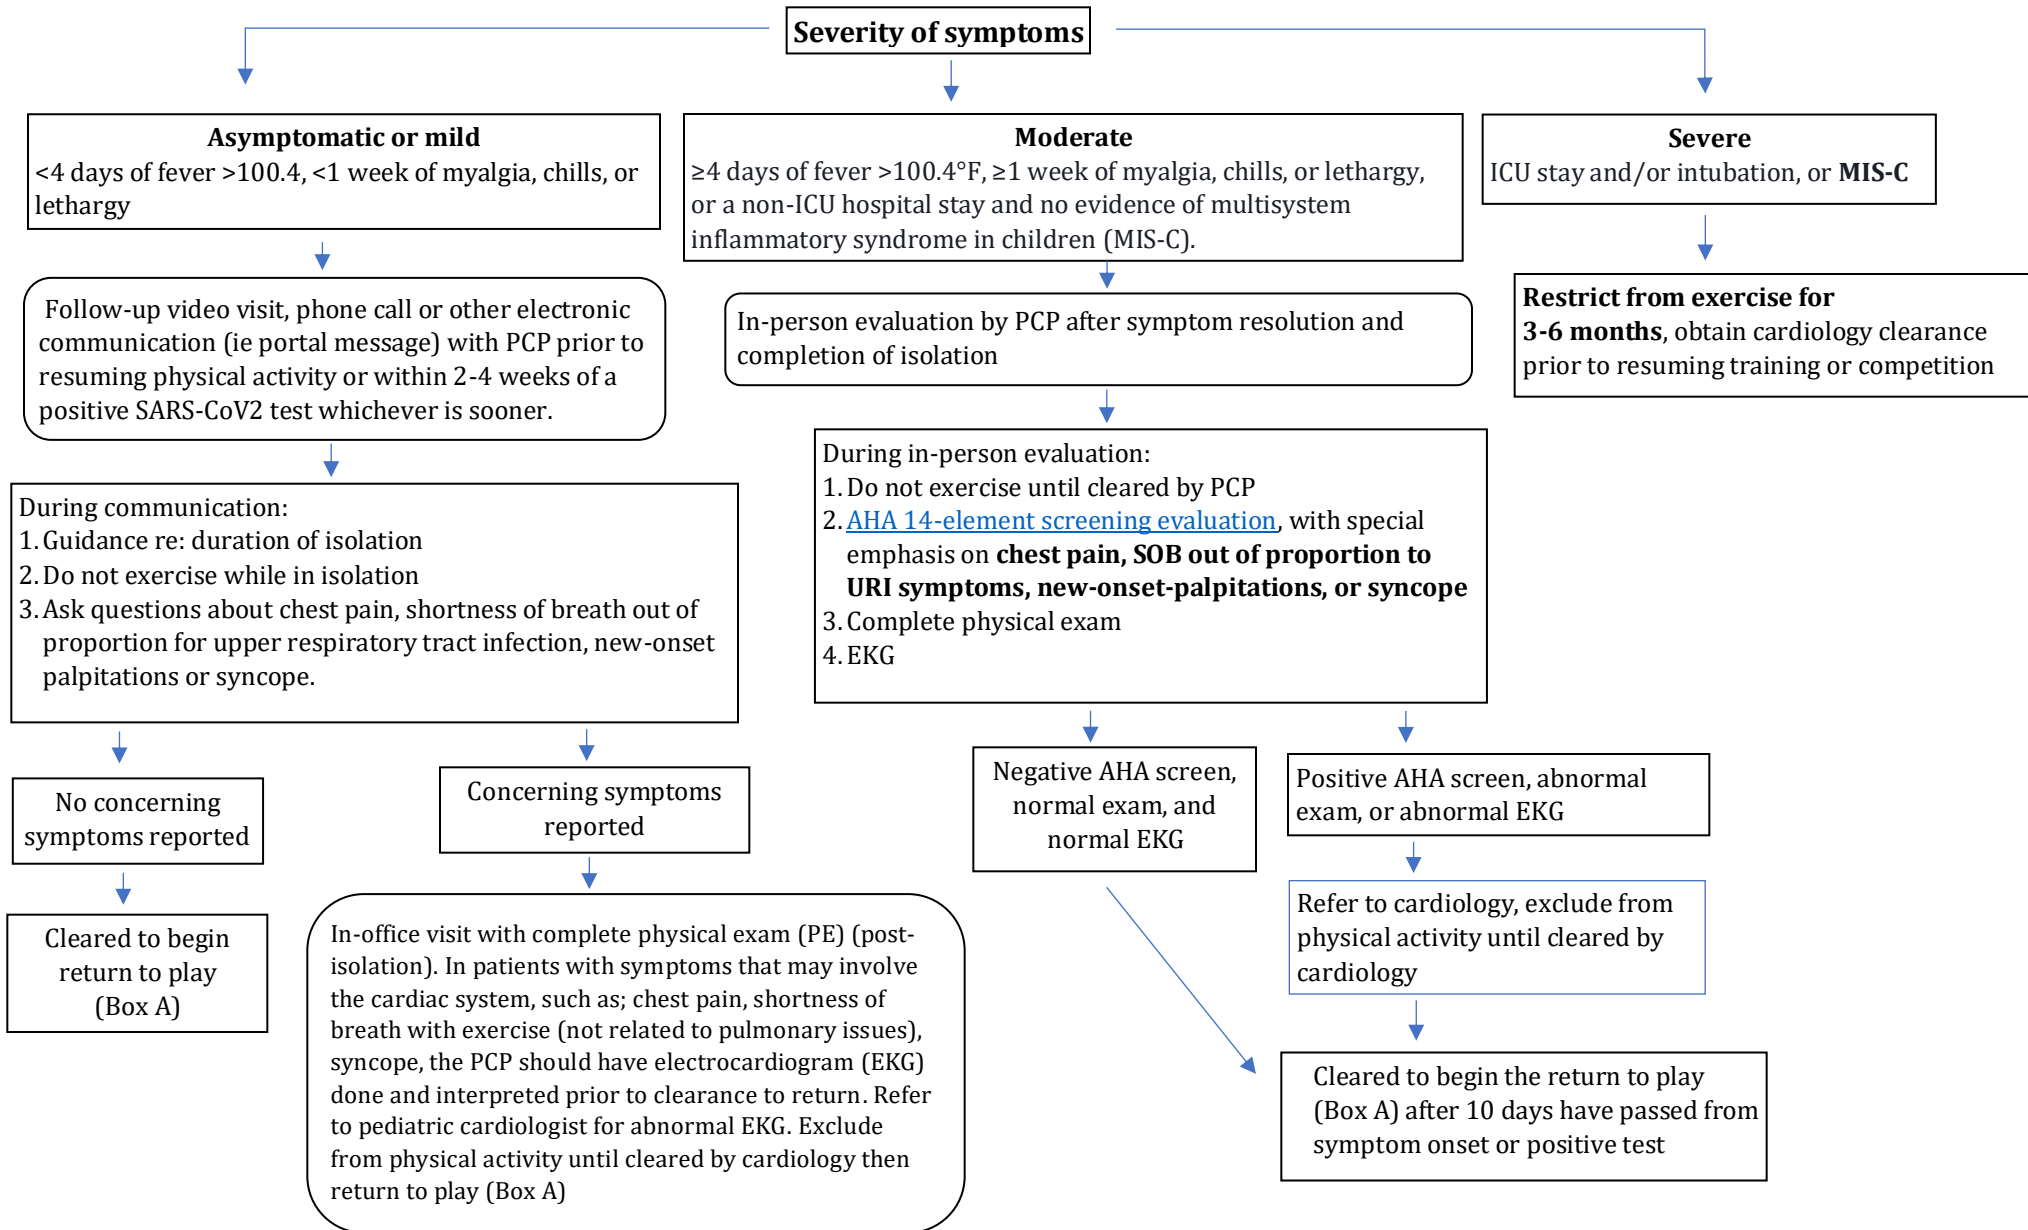 Severity of symptoms
Asymptomatic or mild
<4 days of fever >100.4, <1 week of myalgia, chills, or
lethargy
Moderate
≥4 days of fever >100.4°F, ≥1 week of myalgia, chills, or lethargy,
or a non-ICU hospital stay and no evidence of multisystem
inflammatory syndrome in children (MIS-C).
Severe
ICU stay and/or intubation, or MIS-C
Follow-up video visit, phone call or other electronic
communication (ie portal message) with PCP prior to
resuming physical activity or within 2-4 weeks of a
positive SARS-CoV2 test whichever is sooner.
In-person evaluation by PCP after symptom resolution and
completion of isolation
Restrict from exercise for
3-6 months, obtain cardiology clearance
prior to resuming training or competition
During communication:
1. Guidance re: duration of isolation
2. Do not exercise while in isolation
3. Ask questions about chest pain, shortness of breath out of
proportion for upper respiratory tract infection, new-onset
palpitations or syncope.
During in-person evaluation:
1. Do not exercise until cleared by PCP
2. AHA 14-element screening evaluation, with special
emphasis on chest pain, SOB out of proportion to
URI symptoms, new-onset-palpitations, or syncope
3. Complete physical exam
4. EKG
No concerning
symptoms reported
Concerning symptoms
reported
Negative AHA screen,
normal exam, and
normal EKG
Positive AHA screen, abnormal
exam, or abnormal EKG
Cleared to begin
return to play
(Box A)
In-office visit with complete physical exam (PE) (post-
isolation). In patients with symptoms that may involve
the cardiac system, such as; chest pain, shortness of
breath with exercise (not related to pulmonary issues),
syncope, the PCP should have electrocardiogram (EKG)
done and interpreted prior to clearance to return. Refer
to pediatric cardiologist for abnormal EKG. Exclude
from physical activity until cleared by cardiology then
return to play (Box A)
Refer to cardiology, exclude from
physical activity until cleared by
cardiology
Cleared to begin the return to play
(Box A) after 10 days have passed from
symptom onset or positive test